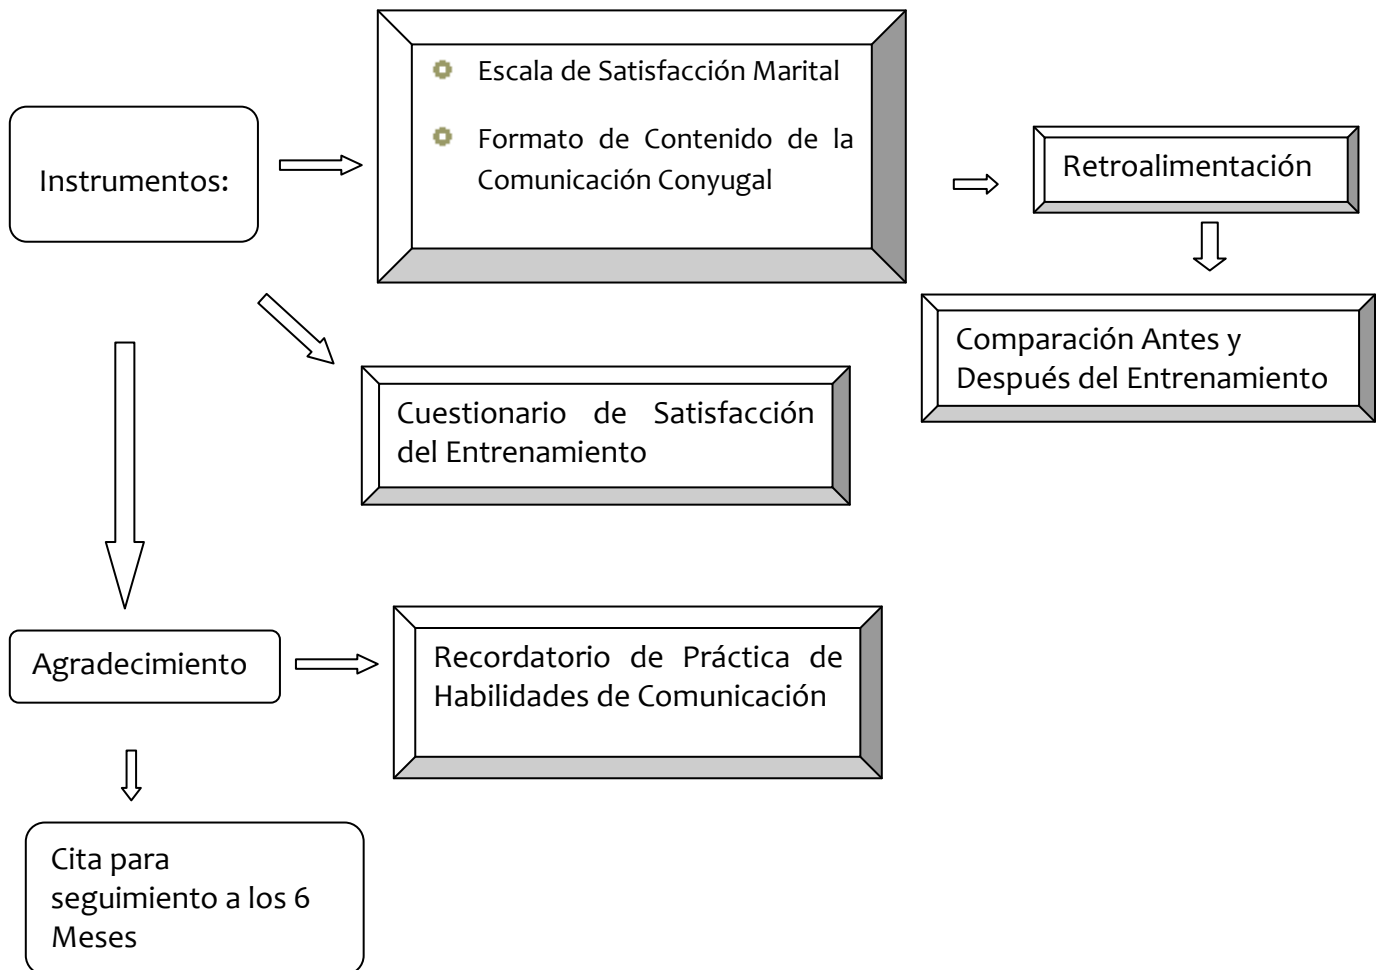 Escala de Satisfacción Marital
Formato de Contenido de la
Comunicación Conyugal
Instrumentos:
Retroalimentación
Comparación Antes y
Después del Entrenamiento
Cuestionario de Satisfacción
del Entrenamiento
Agradecimiento
Recordatorio de Práctica de
Habilidades de Comunicación
Cita para
seguimiento a los 6
Meses